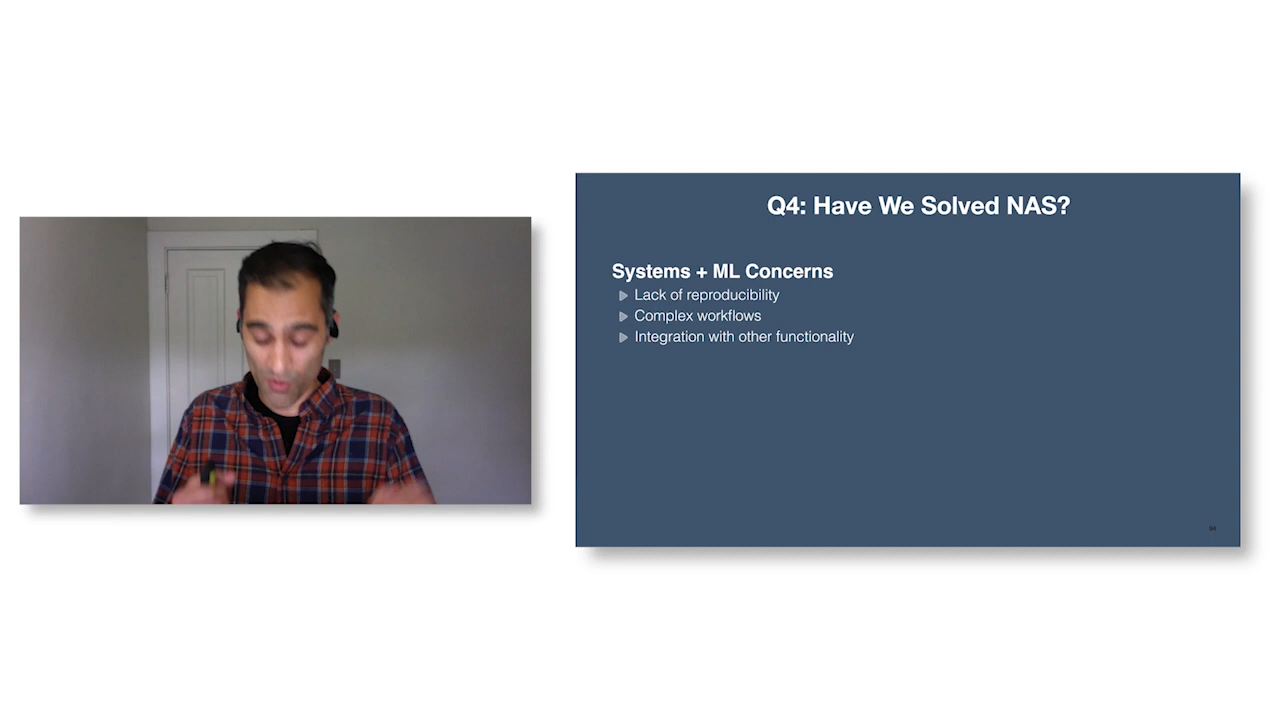 Q4: Have We Solved NAS?
Systems + ML Concerns
Lack of reproducibility
Complex workflows
Integration with other functionality